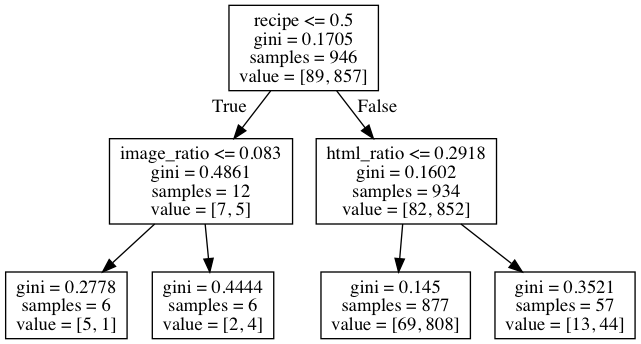 recipe <= 0.5
gini = 0.1705
samples = 946
value = [89, 857]
True
False
image_ratio <= 0.083
gini = 0.4861
samples = 12
value = [7, 5]
html_ratio <= 0.2918
gini = 0.1602
samples = 934
value = [82, 852]
gini = 0.2778
samples = 6
value = [5, 1]
gini = 0.4444
samples = 6
value = [2, 4]
gini = 0.145
samples = 877
value = [69, 808]
gini = 0.3521
samples = 57
value = [13, 44]